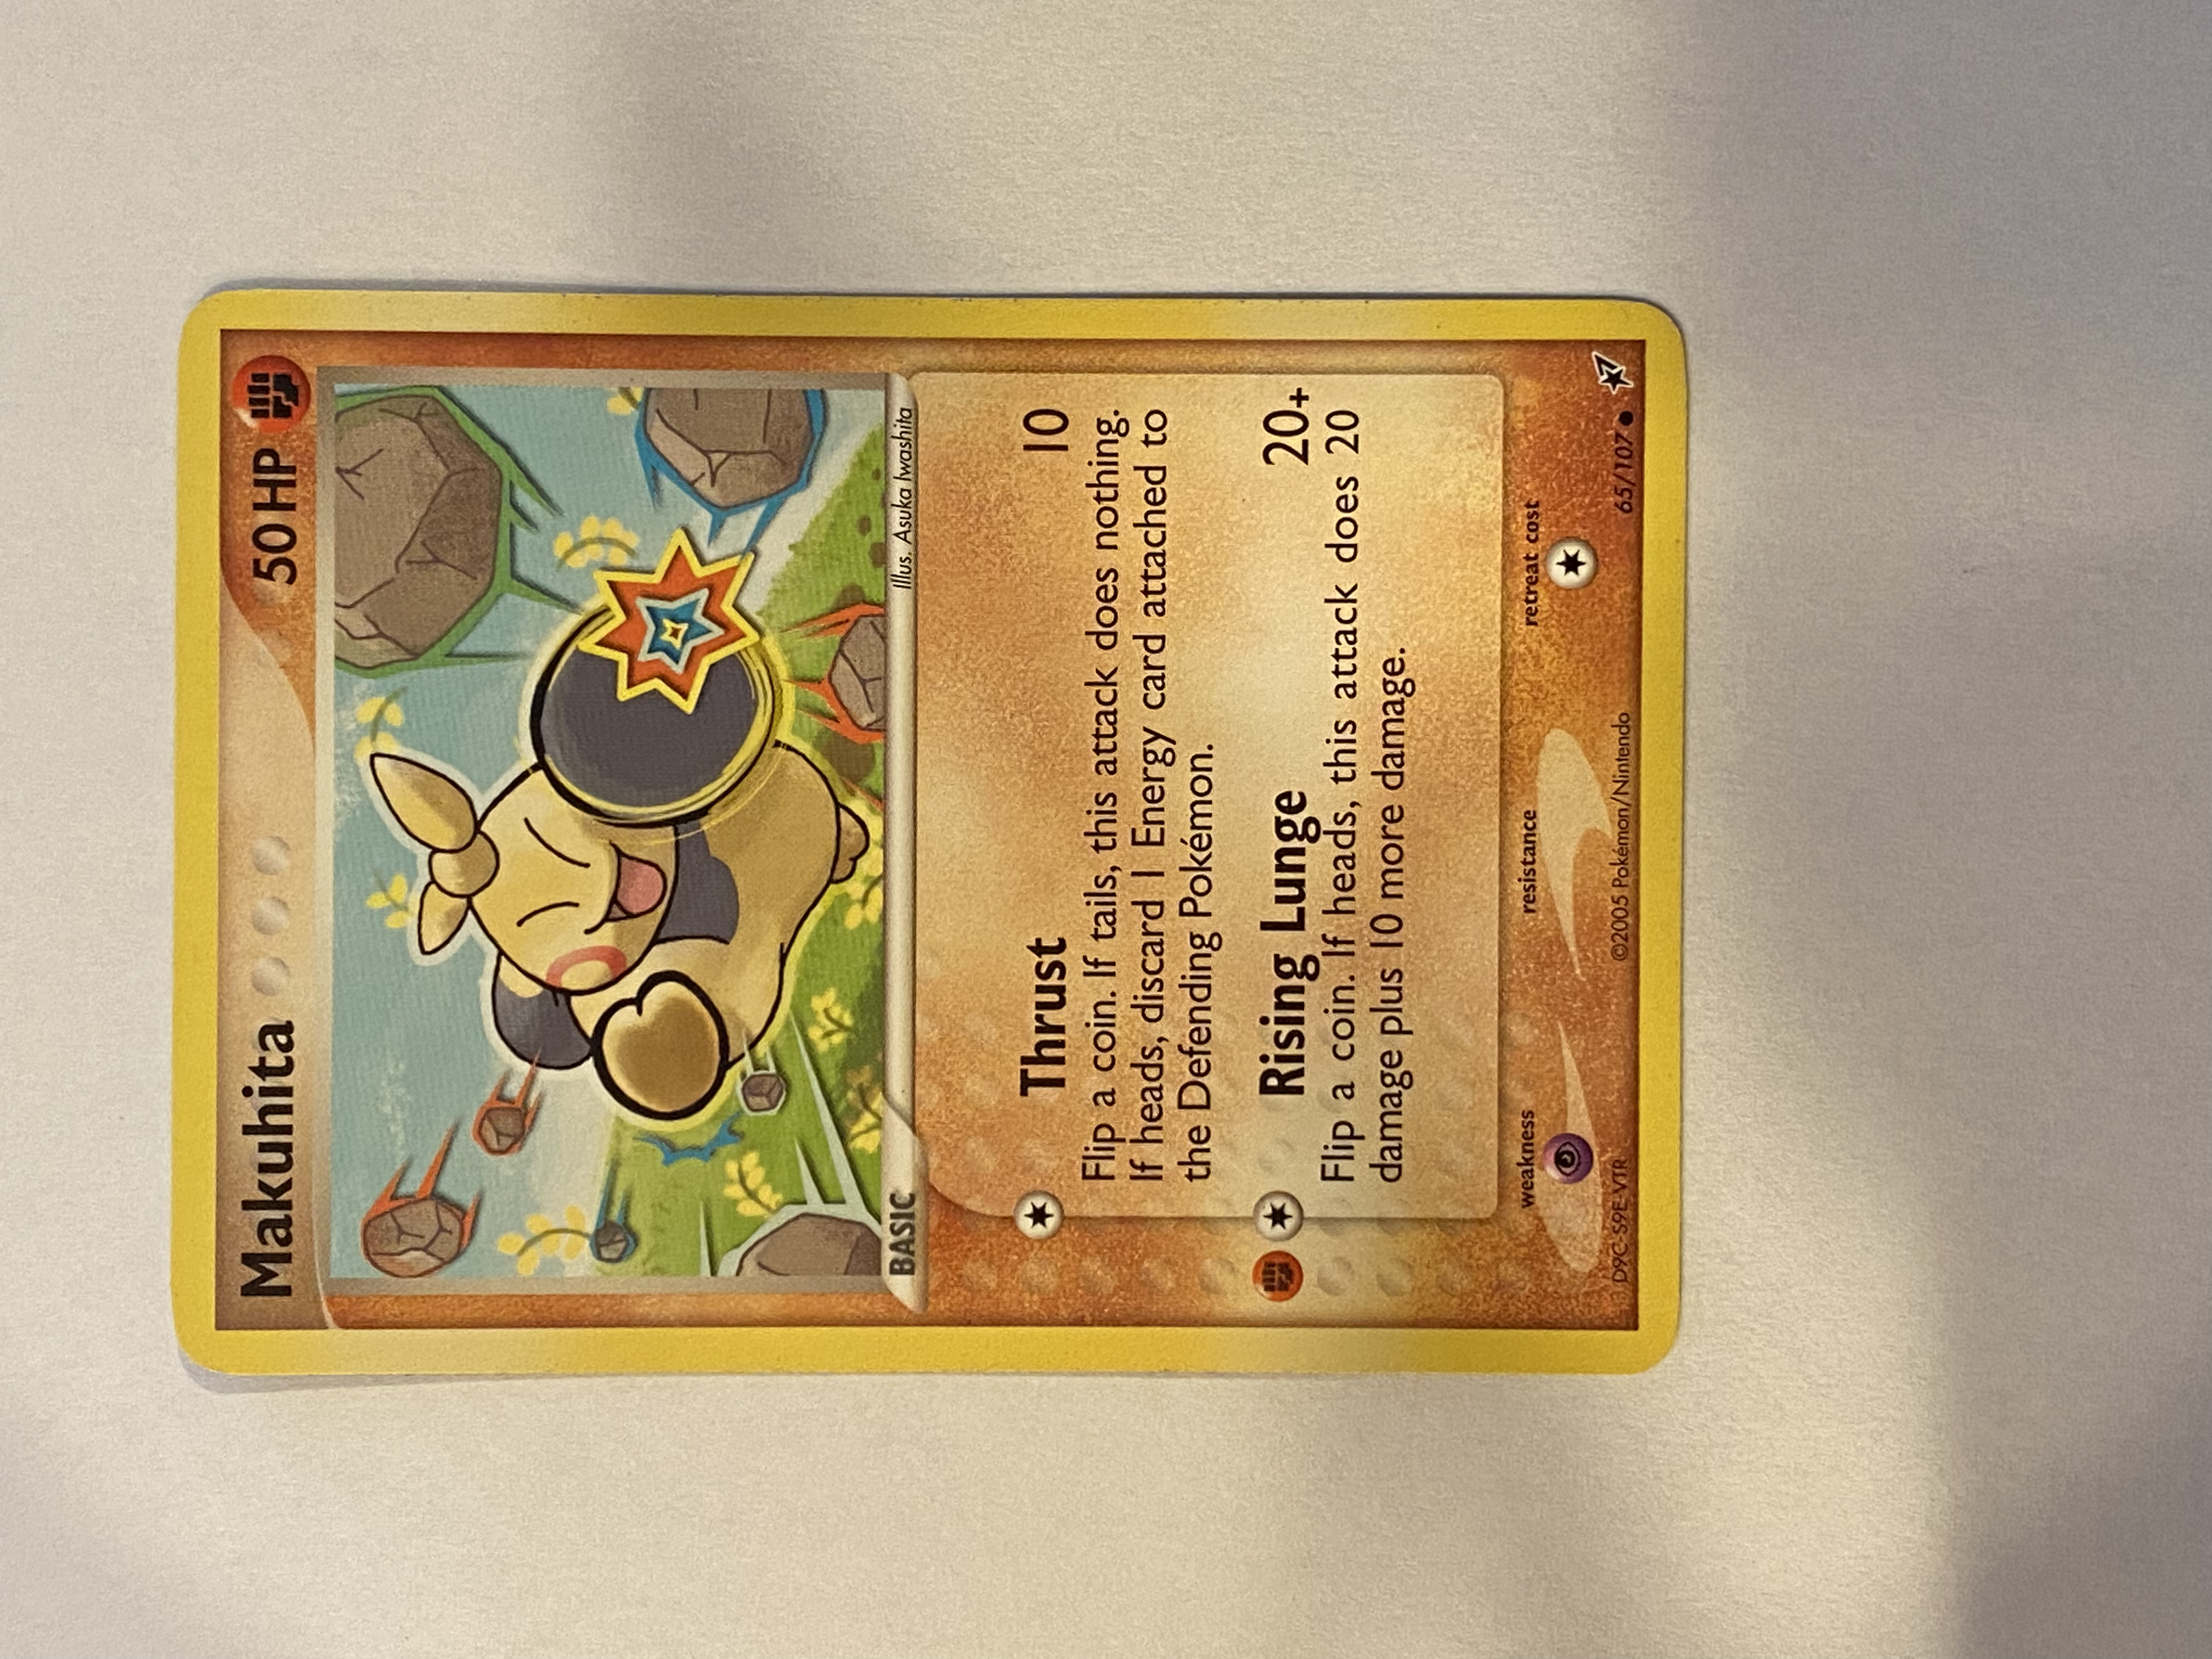 Makuhita 50 HP
BASIC Illus. Asuka Iwashita
Thrust 10
Flip a coin. If tails, this attack does nothing.
If heads, discard 1 Energy card attached to
the Defending Pokémon.
Rising Lunge 20+
Flip a coin. If heads, this attack does 20
damage plus 10 more damage.
weakness resistance retreat cost
D9C-S9E-VTR ©2005 Pokémon/Nintendo 65/107